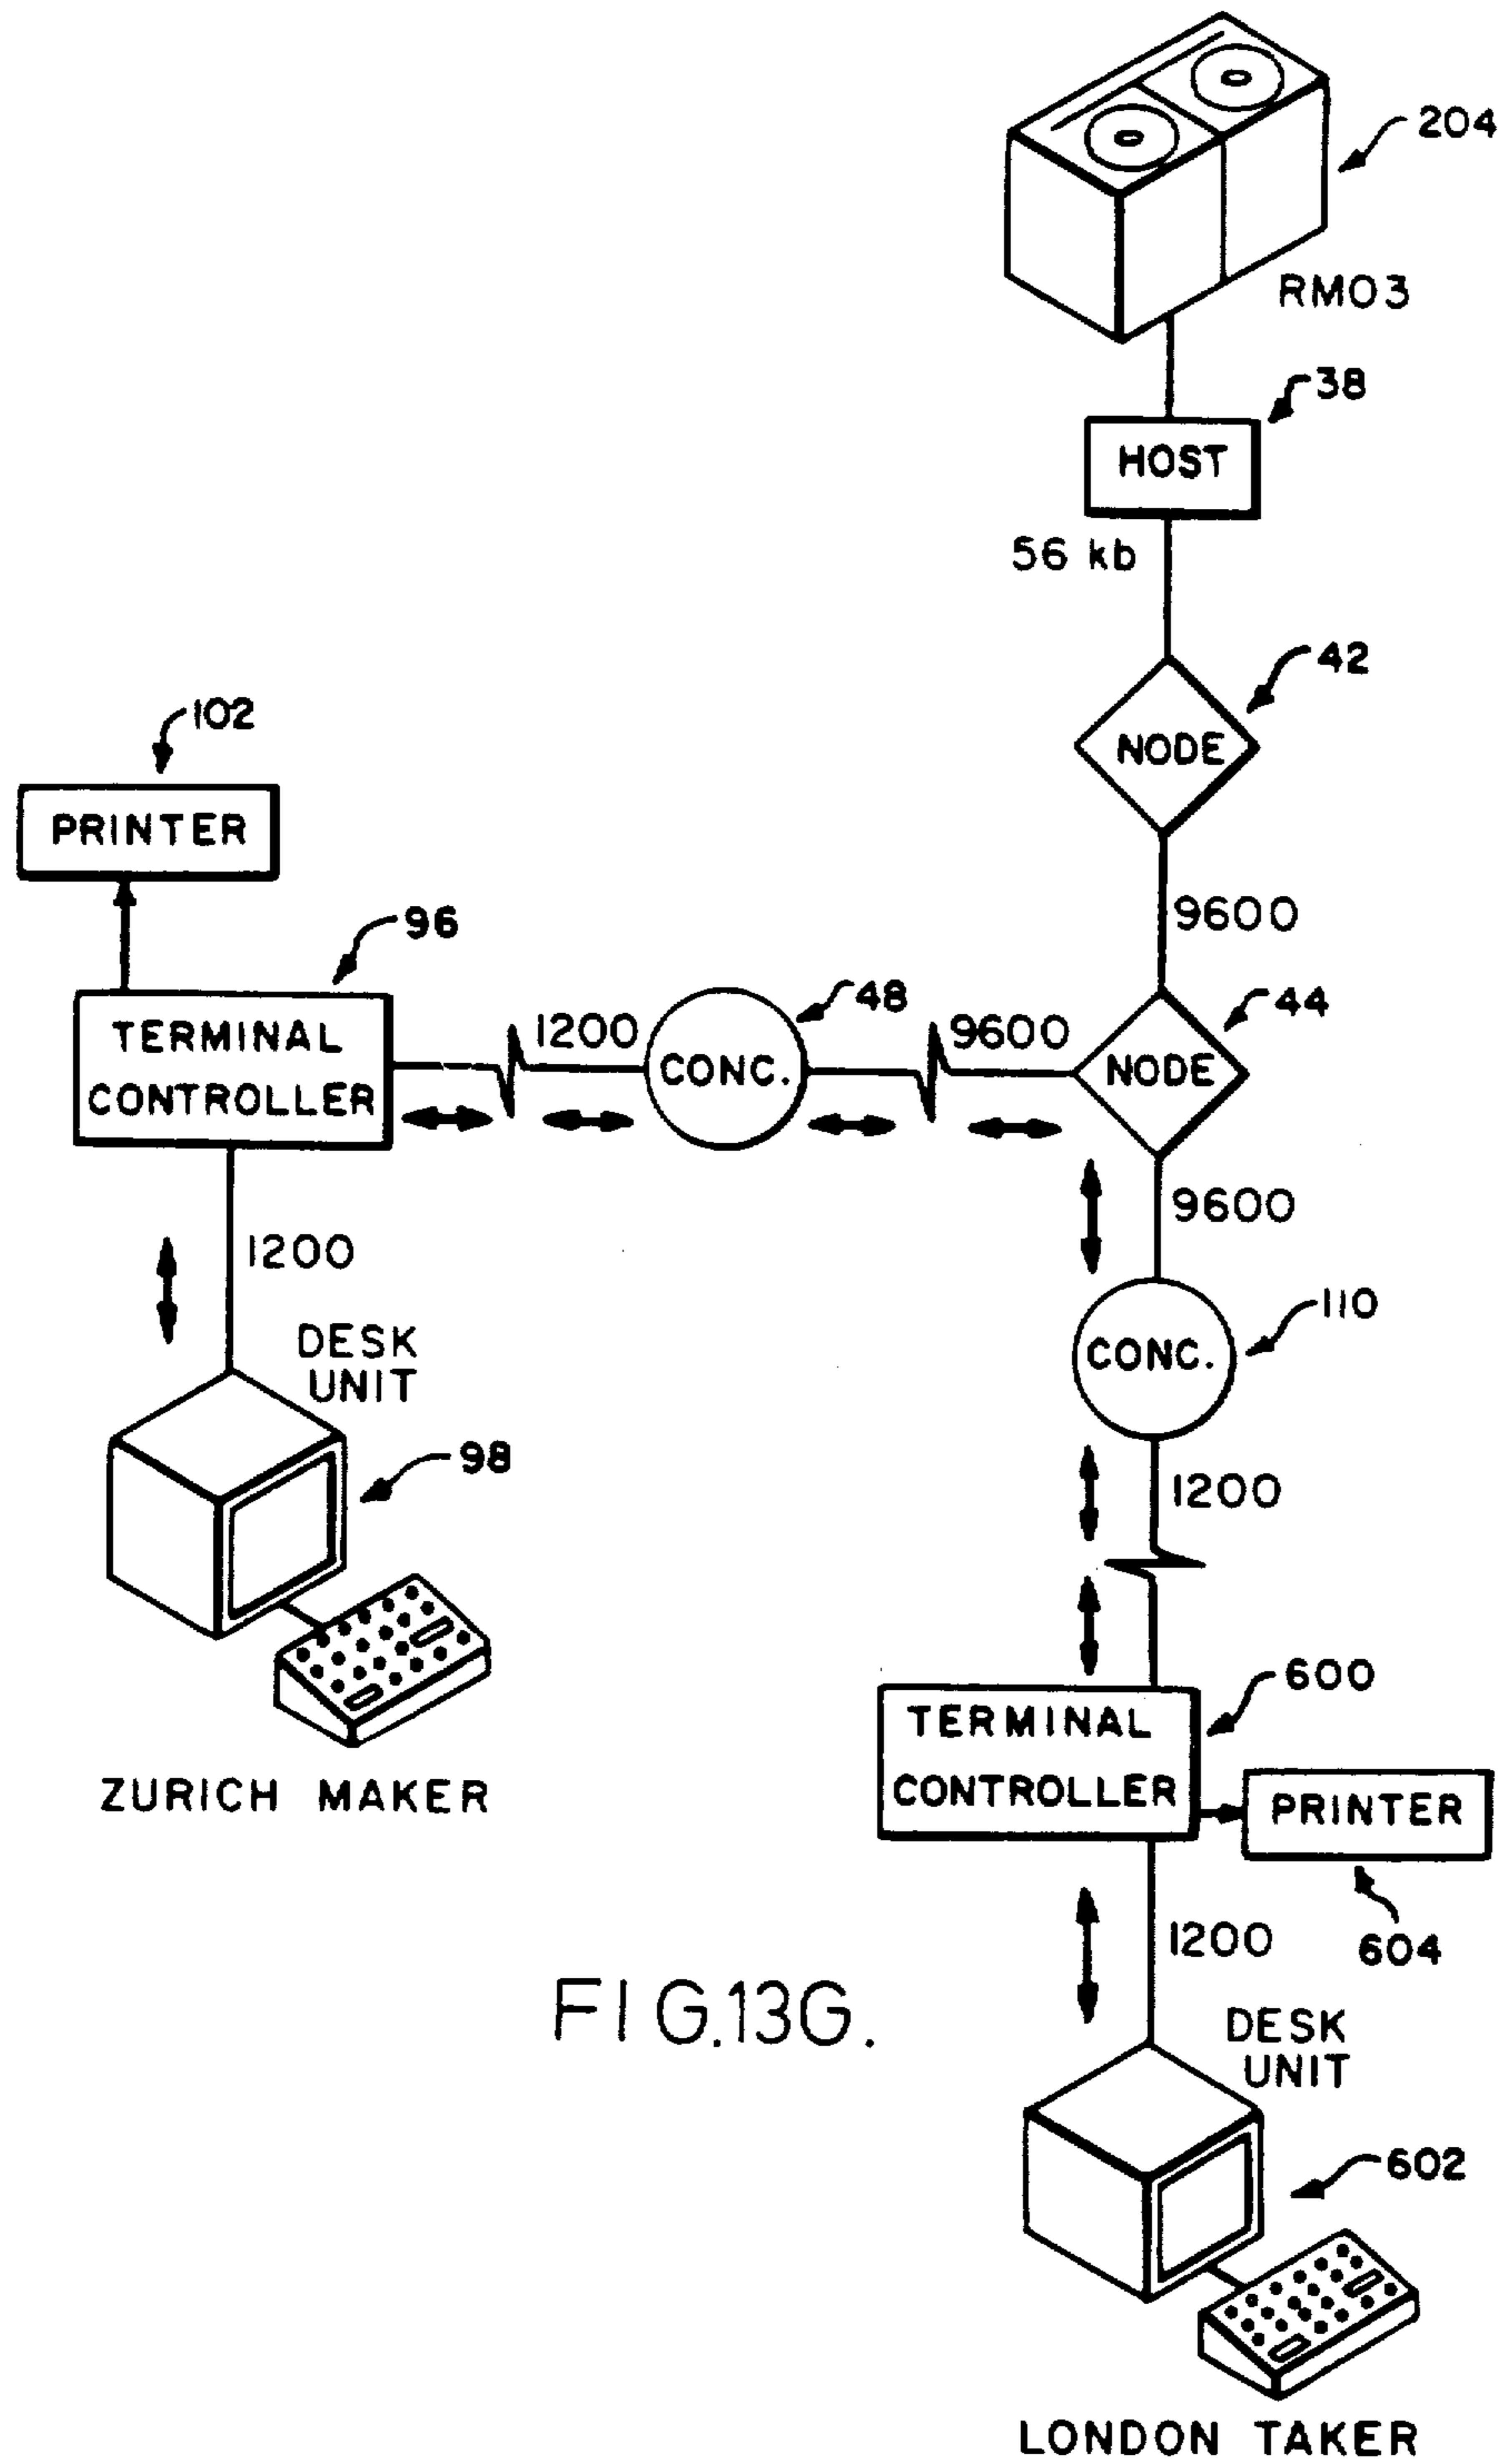 204
RM03
38
HOST
56 kb
42
NODE
102
PRINTER
9600
96
48
44
TERMINAL
CONTROLLER
1200
CONC.
9600
NODE
9600
1200
110
CONC.
DESK
UNIT
98
1200
600
TERMINAL
CONTROLLER
PRINTER
ZURICH MAKER
604
1200
FIG.13G.
DESK
UNIT
602
LONDON TAKER